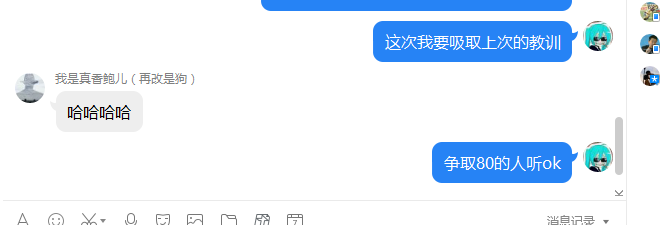 这次我要吸取上次的教训
我是真香鲍儿（再改是狗）
哈哈哈哈
争取80的人听ok
消息记录